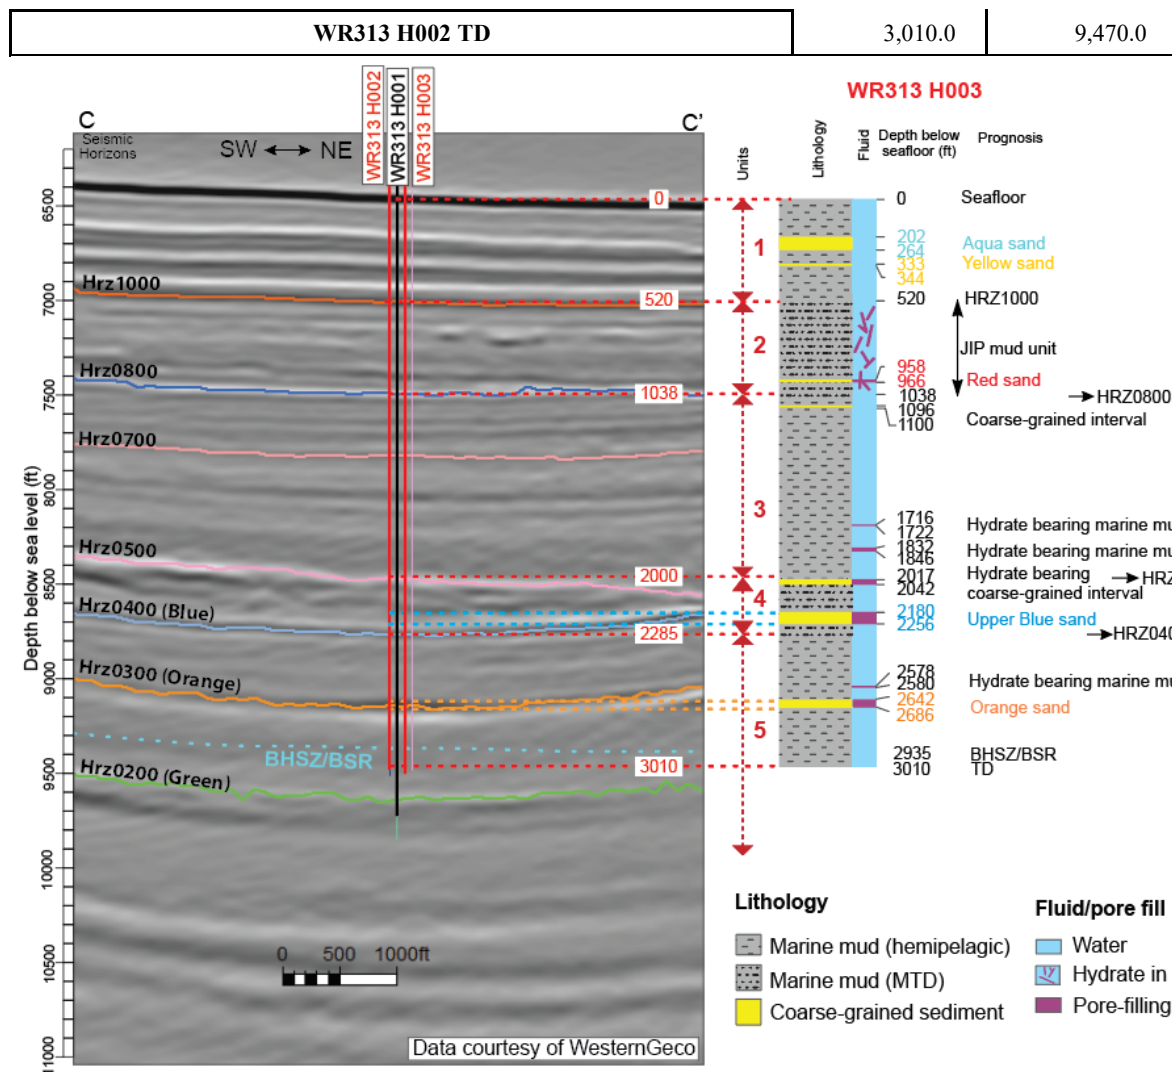 WR313 H002 TD 3,010.0 9,470.0
WR313 H002
WR313 H001
WR313 H003
C
C'
Seismic
Horizons
SW NE
Depth below sea level (ft)
6500
7000
7500
8000
8500
9000
9500
10000
10500
11000
Hrz1000
Hrz0800
Hrz0700
Hrz0500
Hrz0400 (Blue)
Hrz0300 (Orange)
BHSZ/BSR
Hrz0200 (Green)
0
520
1038
2000
2285
3010
0 500 1000ft
Data courtesy of WesternGeco
WR313 H003
Units
Lithology
Fluid
Depth below
seafloor (ft)
Prognosis
1
2
3
4
5
0 Seafloor
202
264
Aqua sand
333
344
Yellow sand
520 HRZ1000
JIP mud unit
958
966
Red sand
1038 HRZ0800
1096
1100
Coarse-grained interval
1716
1722
Hydrate bearing marine mu
1832
1846
Hydrate bearing marine mu
2017
2042
Hydrate bearing
coarse-grained interval
HRZ
2180
2256
Upper Blue sand
HRZ040
2578
2580
Hydrate bearing marine mu
2642
2686
Orange sand
2935 BHSZ/BSR
3010 TD
Lithology
Marine mud (hemipelagic)
Marine mud (MTD)
Coarse-grained sediment
Fluid/pore fill
Water
Hydrate in
Pore-filling